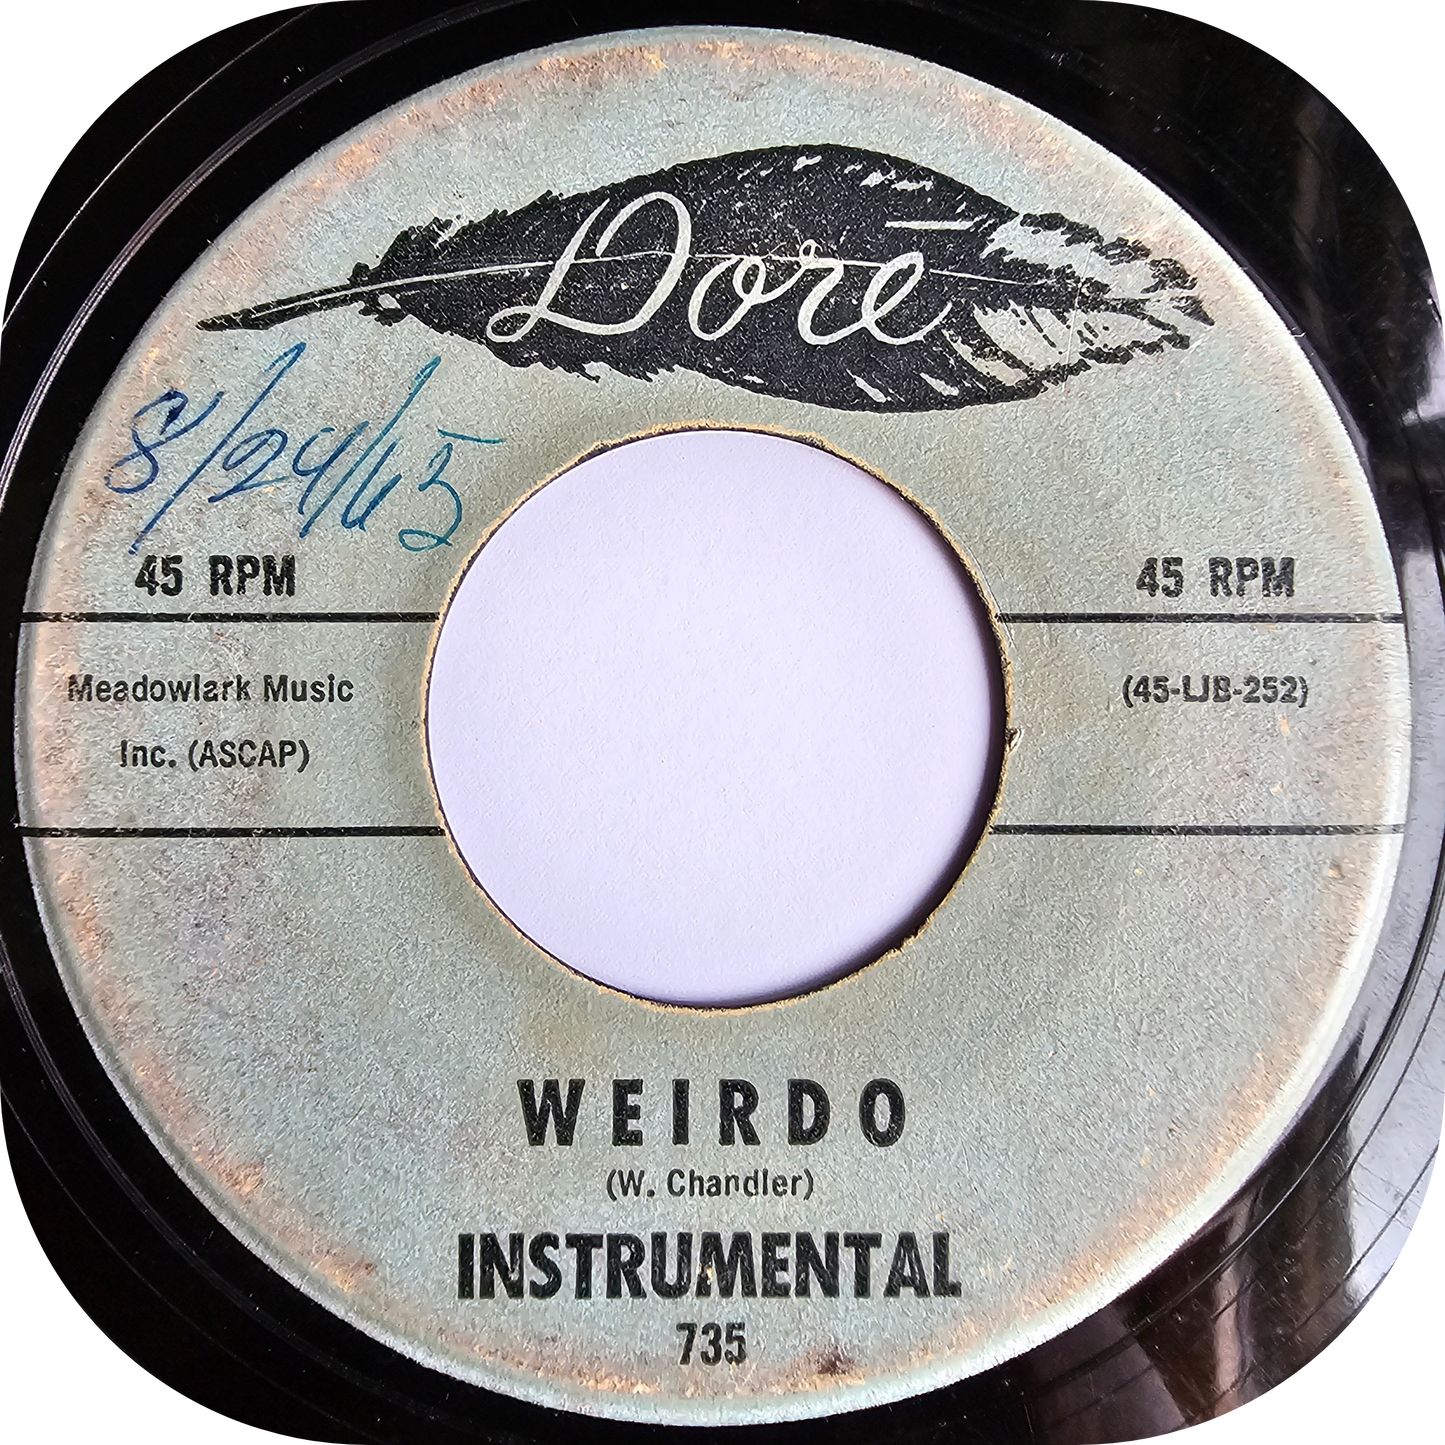 Doré
8/24/65
45 RPM
45 RPM
Meadowlark Music
Inc. (ASCAP)
(45-LJB-252)
WEIRDO
(W. Chandler)
INSTRUMENTAL
735